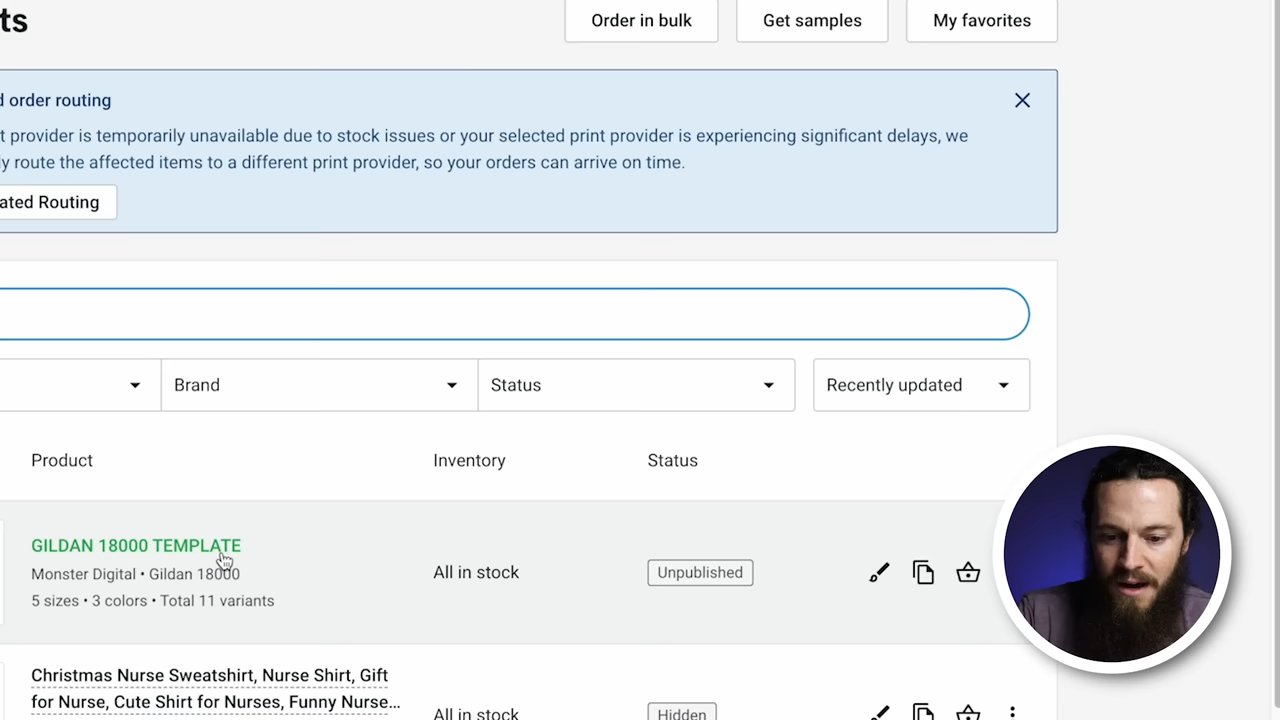 ts
Order in bulk
Get samples
My favorites
d order routing
t provider is temporarily unavailable due to stock issues or your selected print provider is experiencing significant delays, we
ly route the affected items to a different print provider, so your orders can arrive on time.
ated Routing
Brand
Status
Recently updated
Product
Inventory
Status
GILDAN 18000 TEMPLATE
Monster Digital • Gildan 18000
5 sizes • 3 colors • Total 11 variants
All in stock
Unpublished
Christmas Nurse Sweatshirt, Nurse Shirt, Gift
for Nurse, Cute Shirt for Nurses, Funny Nurse...
All in stock
Hidden